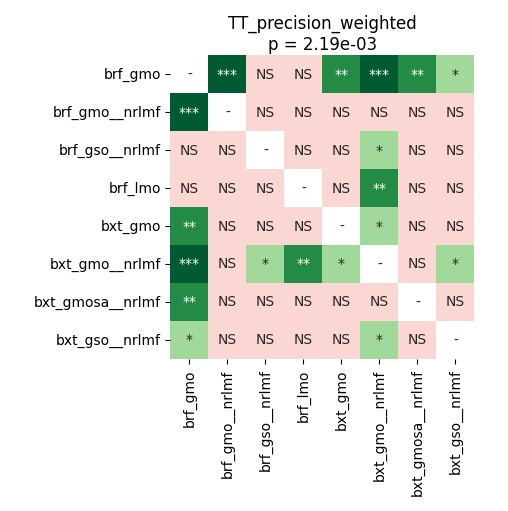 TT_precision_weighted
p = 2.19e-03
brf_gmo - *** NS NS ** *** ** *
brf_gmo__nrlmf *** - NS NS NS NS NS NS
brf_gso__nrlmf NS NS - NS NS * NS NS
brf_lmo NS NS NS - NS ** NS NS
bxt_gmo ** NS NS NS - * NS NS
bxt_gmo__nrlmf *** NS * ** * - NS *
bxt_gmosa__nrlmf ** NS NS NS NS NS - NS
bxt_gso__nrlmf * NS NS NS NS * NS -
brf_gmo
brf_gmo__nrlmf
brf_gso__nrlmf
brf_lmo
bxt_gmo
bxt_gmo__nrlmf
bxt_gmosa__nrlmf
bxt_gso__nrlmf